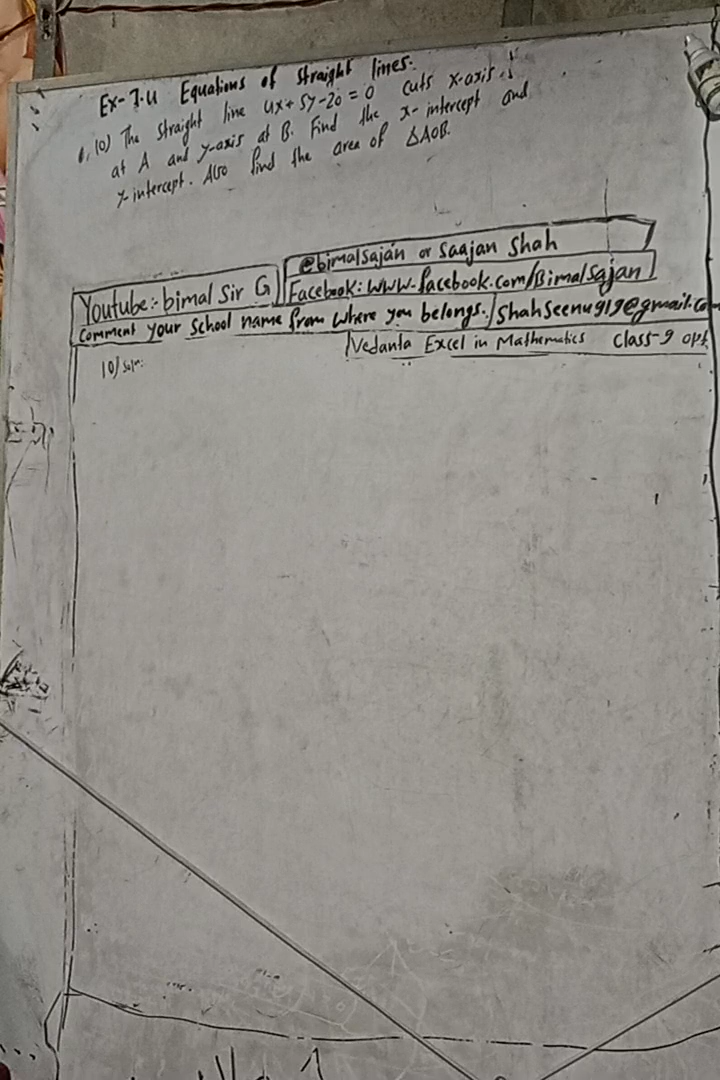 Ex-7.4 Equations of straight lines:
Q.10) The straight line 4x+5y-20=0 cuts x-axis
at A and y-axis at B. Find the x-intercept and
y-intercept. Also find the area of ΔAOB.
@bimalsajan or Saajan Shah
Youtube:- bimal Sir G
Facebook: www.facebook.com/Bimalsajan
Comment your School name from where you belongs. / Shahseenu919@gmail.co
Vedanta Excel in Mathematics Class-9 opt
10) Soln: